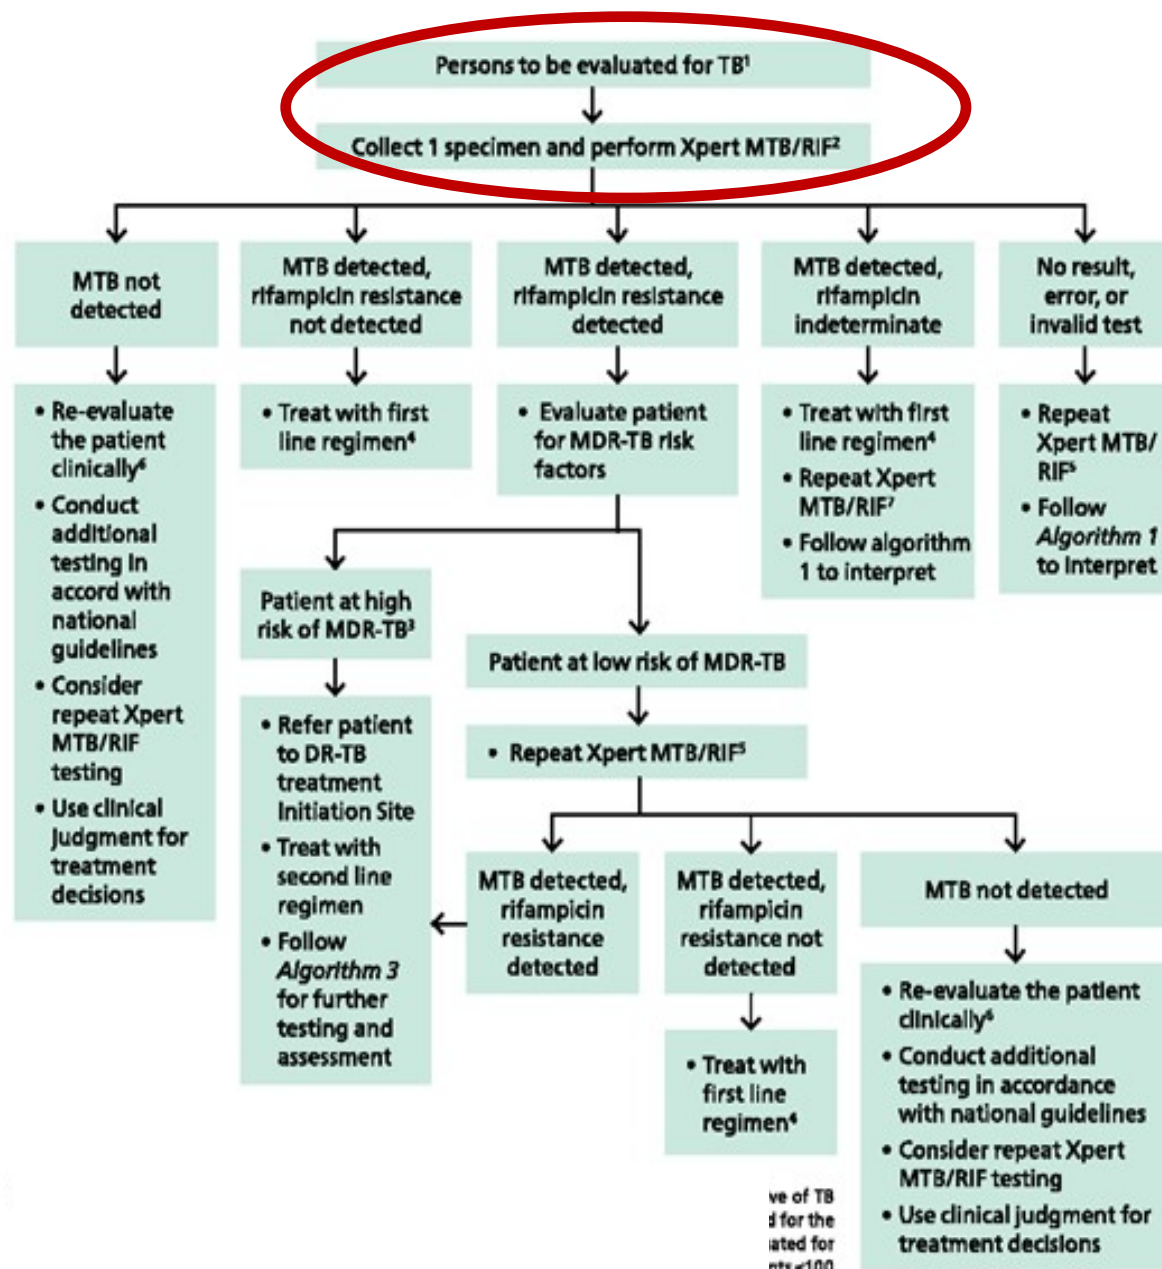 Persons to be evaluated for TB¹
Collect 1 specimen and perform Xpert MTB/RIF²
MTB not
detected
MTB detected,
rifampicin resistance
not detected
MTB detected,
rifampicin resistance
detected
MTB detected,
rifampicin
indeterminate
No result,
error, or
invalid test
• Re-evaluate
the patient
clinically⁶
• Conduct
additional
testing in
accord with
national
guidelines
• Consider
repeat Xpert
MTB/RIF
testing
• Use clinical
judgment for
treatment
decisions
• Treat with first
line regimen⁴
• Evaluate patient
for MDR-TB risk
factors
• Treat with first
line regimen⁴
• Repeat Xpert
MTB/RIF⁷
• Follow algorithm
1 to interpret
• Repeat
Xpert MTB/
RIF⁵
• Follow
Algorithm 1
to interpret
Patient at high
risk of MDR-TB³
Patient at low risk of MDR-TB
• Refer patient
to DR-TB
treatment
Initiation Site
• Treat with
second line
regimen
• Follow
Algorithm 3
for further
testing and
assessment
• Repeat Xpert MTB/RIF⁵
MTB detected,
rifampicin
resistance
detected
MTB detected,
rifampicin
resistance not
detected
MTB not detected
• Treat with
first line
regimen⁴
• Re-evaluate the patient
clinically⁶
• Conduct additional
testing in accordance
with national guidelines
• Consider repeat Xpert
MTB/RIF testing
• Use clinical judgment for
treatment decisions
of TB
for the
for